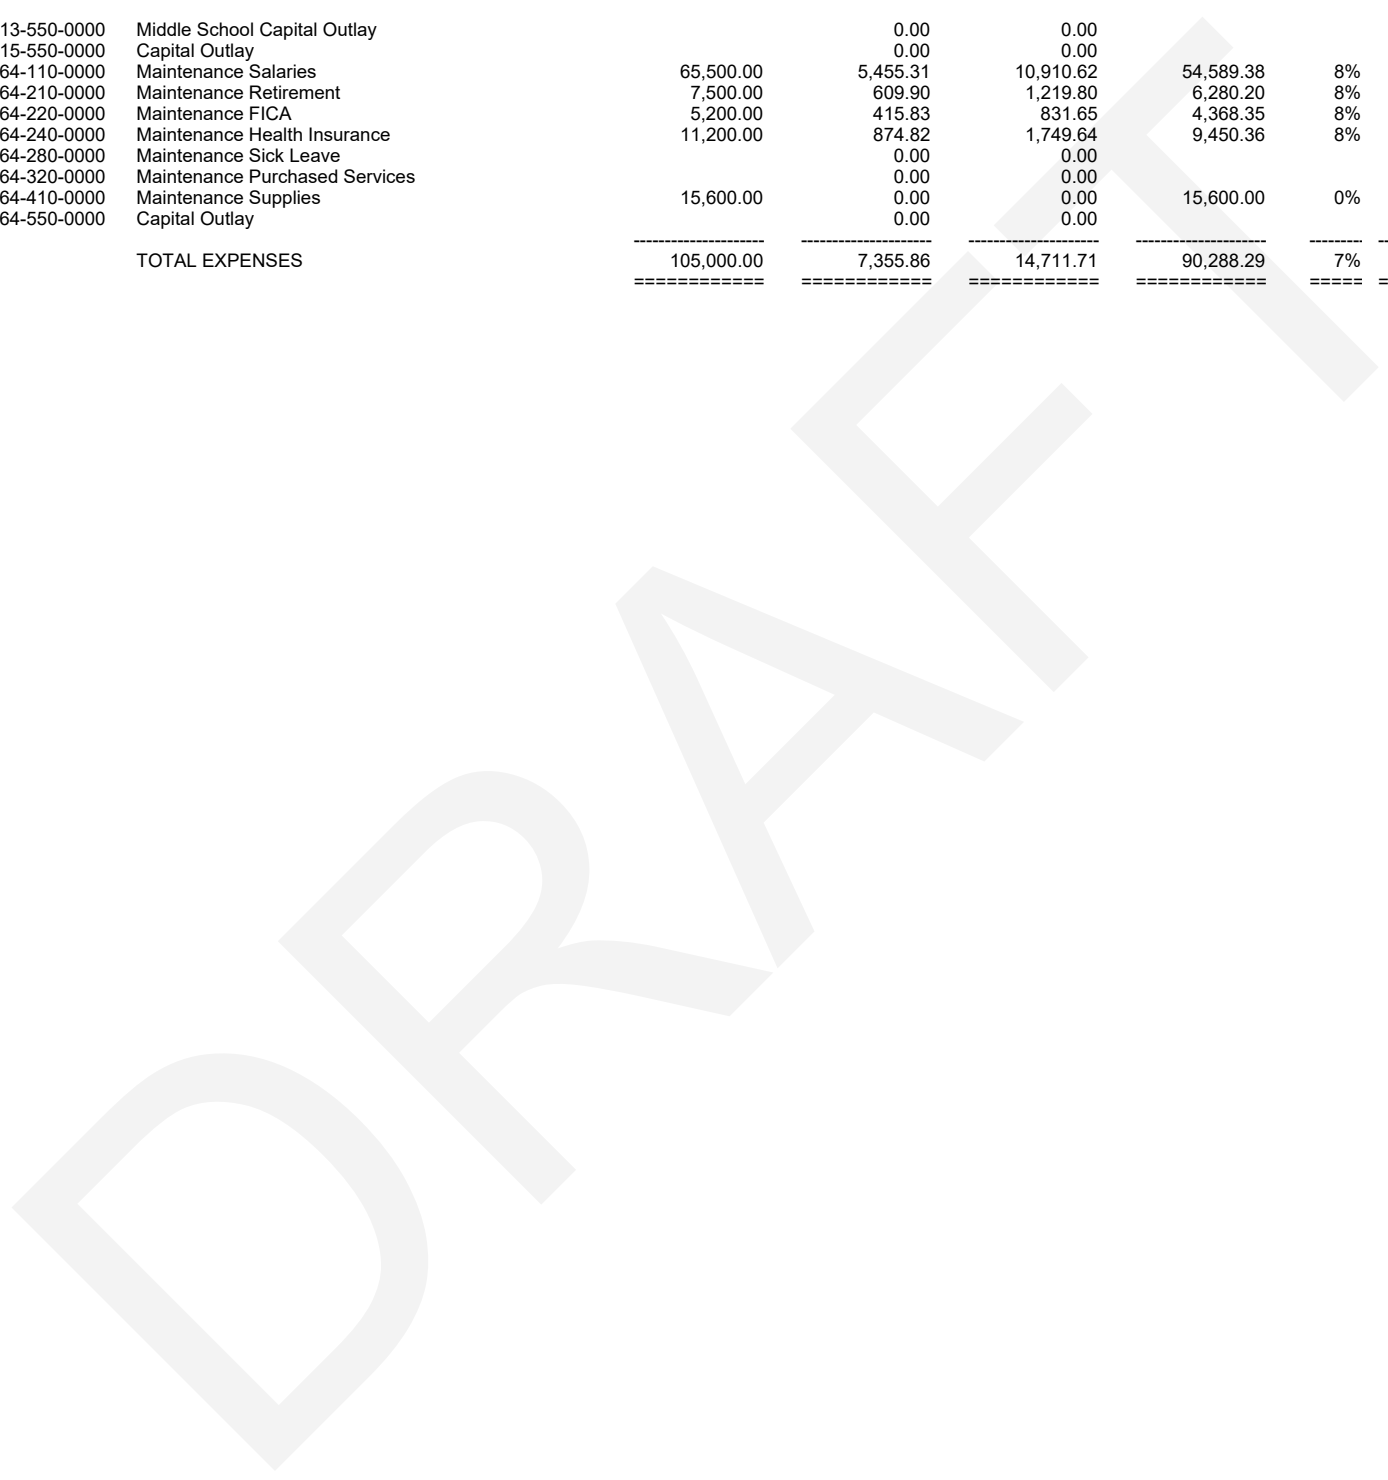 13-550-0000 Middle School Capital Outlay 0.00 0.00
15-550-0000 Capital Outlay 0.00 0.00
64-110-0000 Maintenance Salaries 65,500.00 5,455.31 10,910.62 54,589.38 8%
64-210-0000 Maintenance Retirement 7,500.00 609.90 1,219.80 6,280.20 8%
64-220-0000 Maintenance FICA 5,200.00 415.83 831.65 4,368.35 8%
64-240-0000 Maintenance Health Insurance 11,200.00 874.82 1,749.64 9,450.36 8%
64-280-0000 Maintenance Sick Leave 0.00 0.00
64-320-0000 Maintenance Purchased Services 0.00 0.00
64-410-0000 Maintenance Supplies 15,600.00 0.00 0.00 15,600.00 0%
64-550-0000 Capital Outlay 0.00 0.00
--------------------- --------------------- --------------------- --------------------- -------- --
TOTAL EXPENSES 105,000.00 7,355.86 14,711.71 90,288.29 7%
============ ============ ============ ============ ===== =
DRAFT